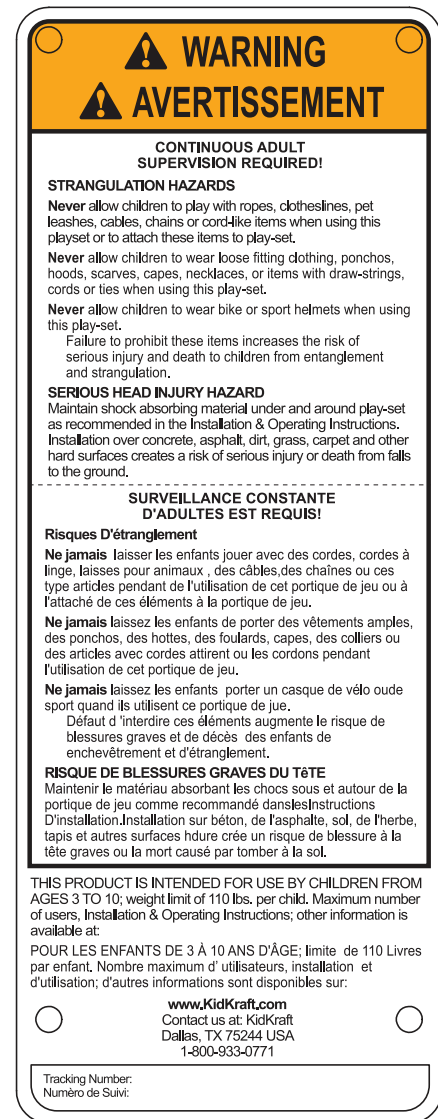 WARNING
AVERTISSEMENT
CONTINUOUS ADULT
SUPERVISION REQUIRED!
STRANGULATION HAZARDS
Never allow children to play with ropes, clotheslines, pet
leashes, cables, chains or cord-like items when using this
playset or to attach these items to play-set.
Never allow children to wear loose fitting clothing, ponchos,
hoods, scarves, capes, necklaces, or items with draw-strings,
cords or ties when using this play-set.
Never allow children to wear bike or sport helmets when using
this play-set.
Failure to prohibit these items increases the risk of
serious injury and death to children from entanglement
and strangulation.
SERIOUS HEAD INJURY HAZARD
Maintain shock absorbing material under and around play-set
as recommended in the Installation & Operating Instructions.
Installation over concrete, asphalt, dirt, grass, carpet and other
hard surfaces creates a risk of serious injury or death from falls
to the ground.
SURVEILLANCE CONSTANTE
D'ADULTES EST REQUIS!
Risques D'étranglement
Ne jamais laisser les enfants jouer avec des cordes, cordes à
linge, laisses pour animaux , des câbles,des chaînes ou ces
type articles pendant de l'utilisation de cet portique de jeu ou à
l'attaché de ces éléments à la portique de jeu.
Ne jamais laissez les enfants de porter des vêtements amples,
des ponchos, des hottes, des foulards, capes, des colliers ou
des articles avec cordes attirent ou les cordons pendant
l'utilisation de cet portique de jeu.
Ne jamais laissez les enfants porter un casque de vélo oude
sport quand ils utilisent ce portique de jue.
Défaut d 'interdire ces éléments augmente le risque de
blessures graves et de décès des enfants de
enchevêtrement et d'étranglement.
RISQUE DE BLESSURES GRAVES DU TêTE
Maintenir le matériau absorbant les chocs sous et autour de la
portique de jeu comme recommandé danslesInstructions
D'installation.Installation sur béton, de l'asphalte, sol, de l'herbe,
tapis et autres surfaces hdure crée un risque de blessure à la
tête graves ou la mort causé par tomber à la sol.
THIS PRODUCT IS INTENDED FOR USE BY CHILDREN FROM
AGES 3 TO 10; weight limit of 110 lbs. per child. Maximum number
of users, Installation & Operating Instructions; other information is
available at:
POUR LES ENFANTS DE 3 À 10 ANS D'ÂGE; limite de 110 Livres
par enfant. Nombre maximum d' utilisateurs, installation et
d'utilisation; d'autres informations sont disponibles sur:
www.KidKraft.com
Contact us at: KidKraft
Dallas, TX 75244 USA
1-800-933-0771
Tracking Number:
Numèro de Suivi: